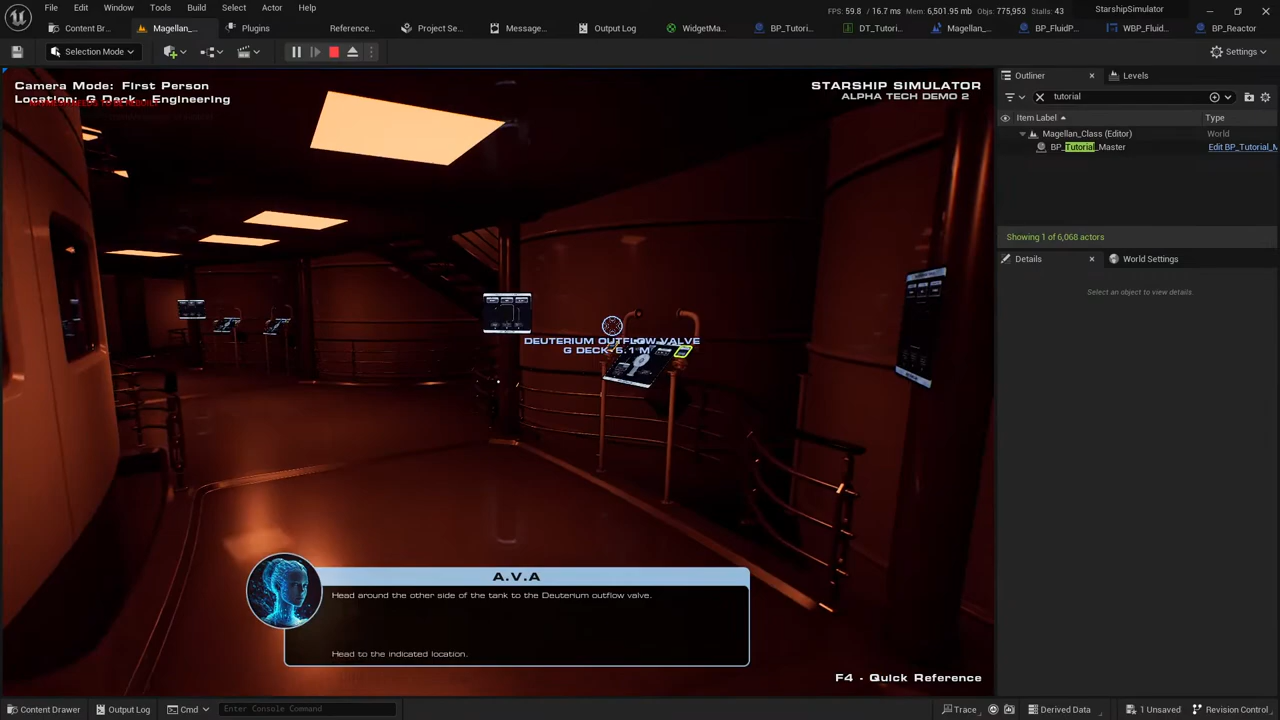 File Edit Window Tools Build Select Actor Help
FPS: 59.8 / 16.7 ms Mem: 6,501.95 mb Objs: 775,953 Stalls: 43
StarshipSimulator
Content Br...
Magellan_...
Plugins
Reference...
Project Se...
Message...
Output Log
WidgetMa...
BP_Tutori...
DT_Tutor...
Magellan_...
BP_FluidP...
WBP_Fluid...
BP_Reactor
Selection Mode
Settings
Camera Mode: First Person
Location: G Deck - Engineering
STARSHIP SIMULATOR
ALPHA TECH DEMO 2
Outliner
Levels
tutorial
Item Label
Type
Magellan_Class (Editor)
World
BP_Tutorial_Master
Edit BP_Tutorial_M
Showing 1 of 6,068 actors
Details
World Settings
Select an object to view details.
DEUTERIUM OUTFLOW VALVE
G DECK 5.1 M
A.V.A
Head around the other side of the tank to the Deuterium outflow valve.
Head to the indicated location.
F4 - Quick Reference
Content Drawer
Output Log
Cmd
Enter Console Command
Trace
Derived Data
1 Unsaved
Revision Control